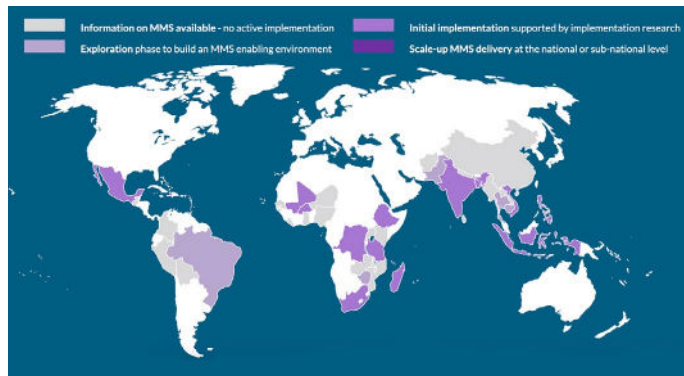 Information on MMS available - no active implementation
Exploration phase to build an MMS enabling environment
Initial implementation supported by implementation research
Scale-up MMS delivery at the national or sub-national level